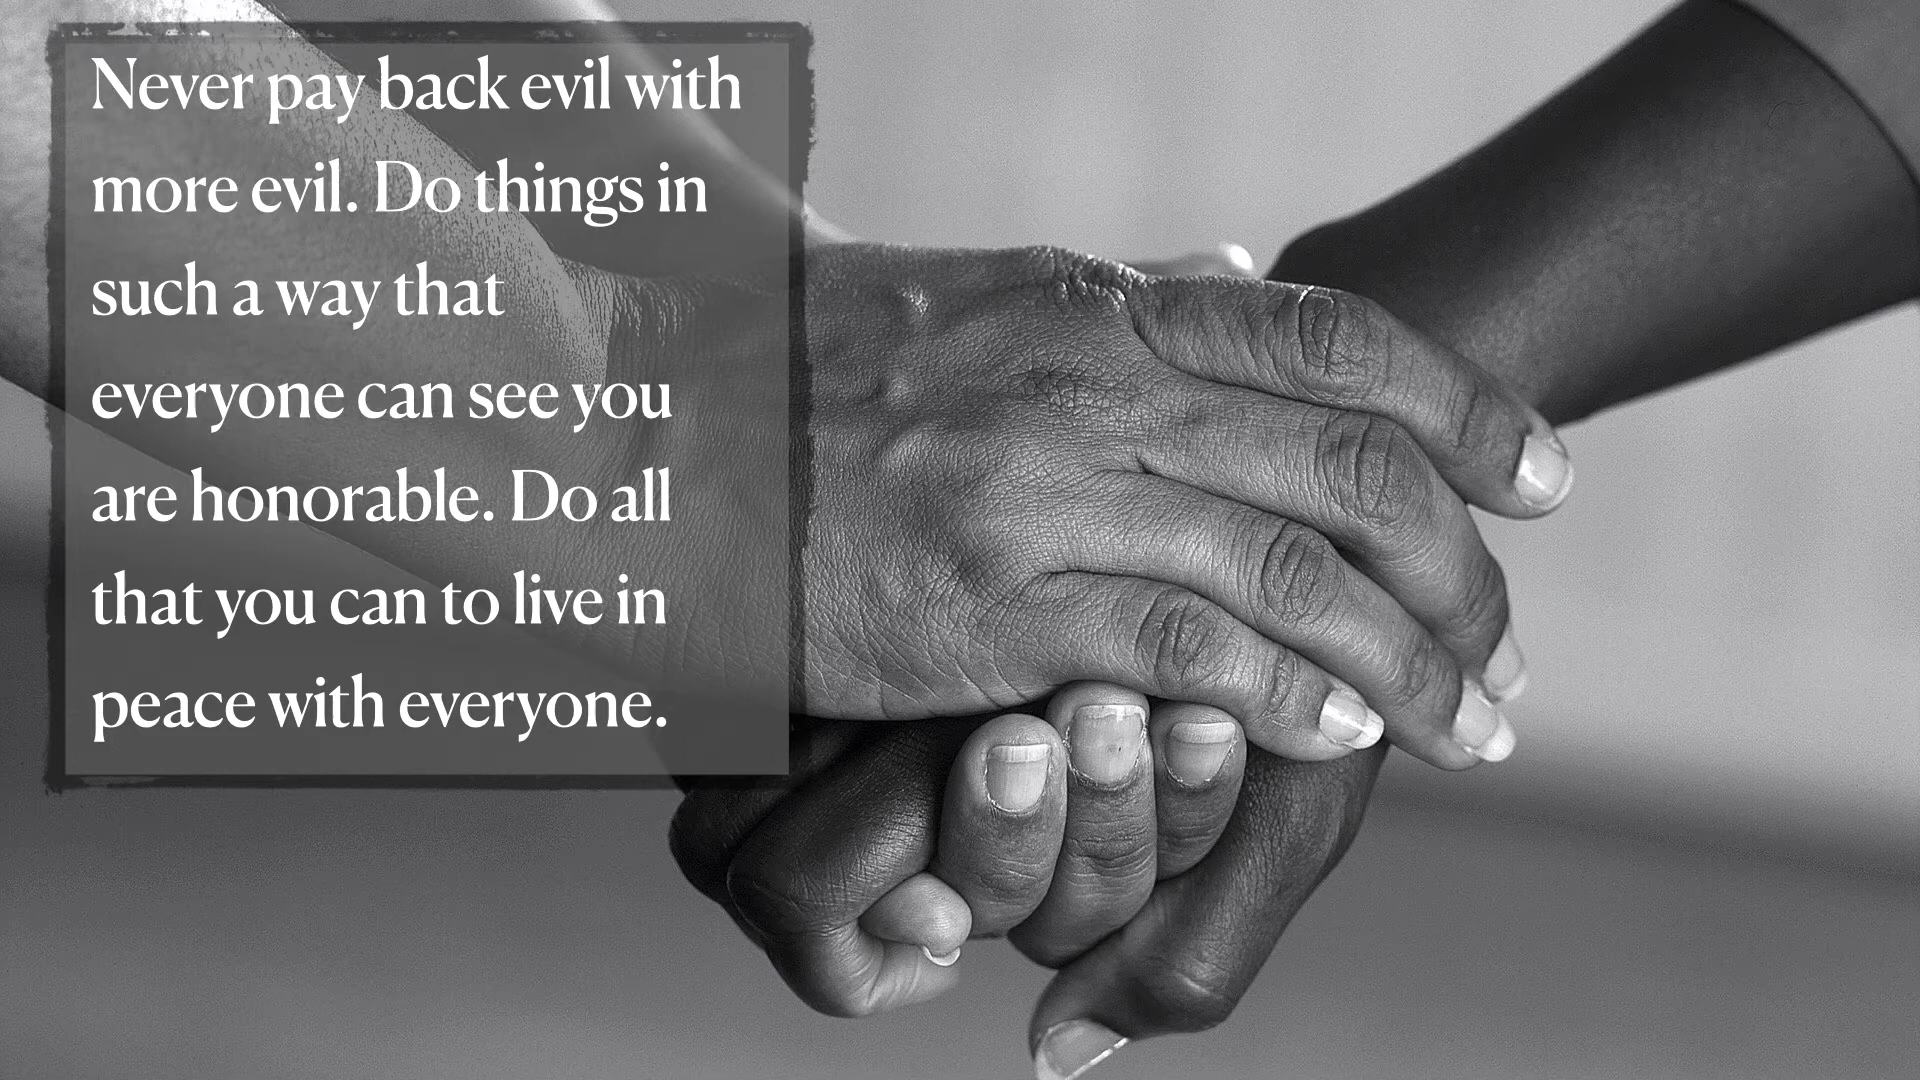 Never pay back evil with
more evil. Do things in
such a way that
everyone can see you
are honorable. Do all
that you can to live in
peace with everyone.